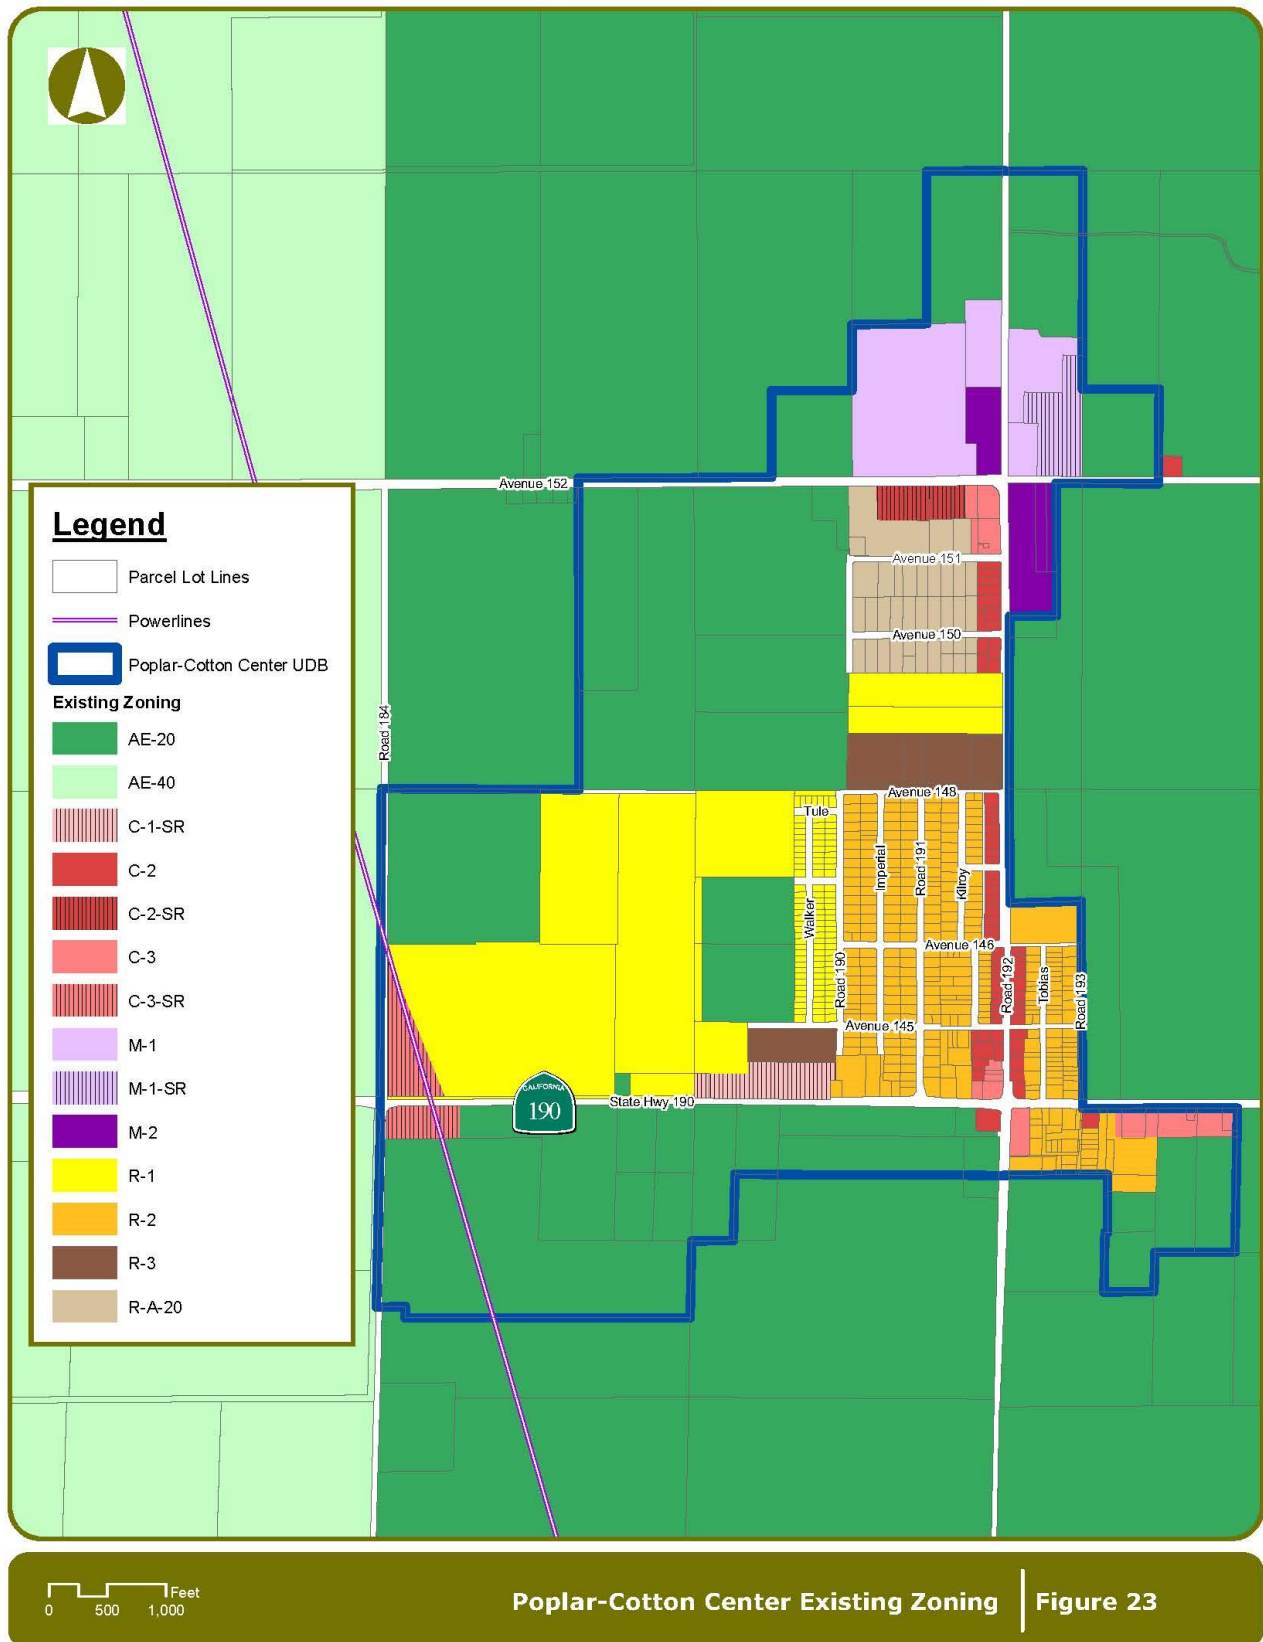 Avenue 152
Legend
Parcel Lot Lines
Powerlines
Poplar-Cotton Center UDB
Existing Zoning
AE-20
AE-40
C-1-SR
C-2
C-2-SR
C-3
C-3-SR
M-1
M-1-SR
M-2
R-1
R-2
R-3
R-A-20
Road 184
Avenue 151
Avenue 150
Avenue 148
Tule
Imperial
Road 191
Kilroy
Walker
Avenue 146
Road 190
Road 192
Tobias
Road 193
Avenue 145
CALIFORNIA
190
State Hwy 190
Feet
0 500 1,000
Poplar-Cotton Center Existing Zoning
Figure 23